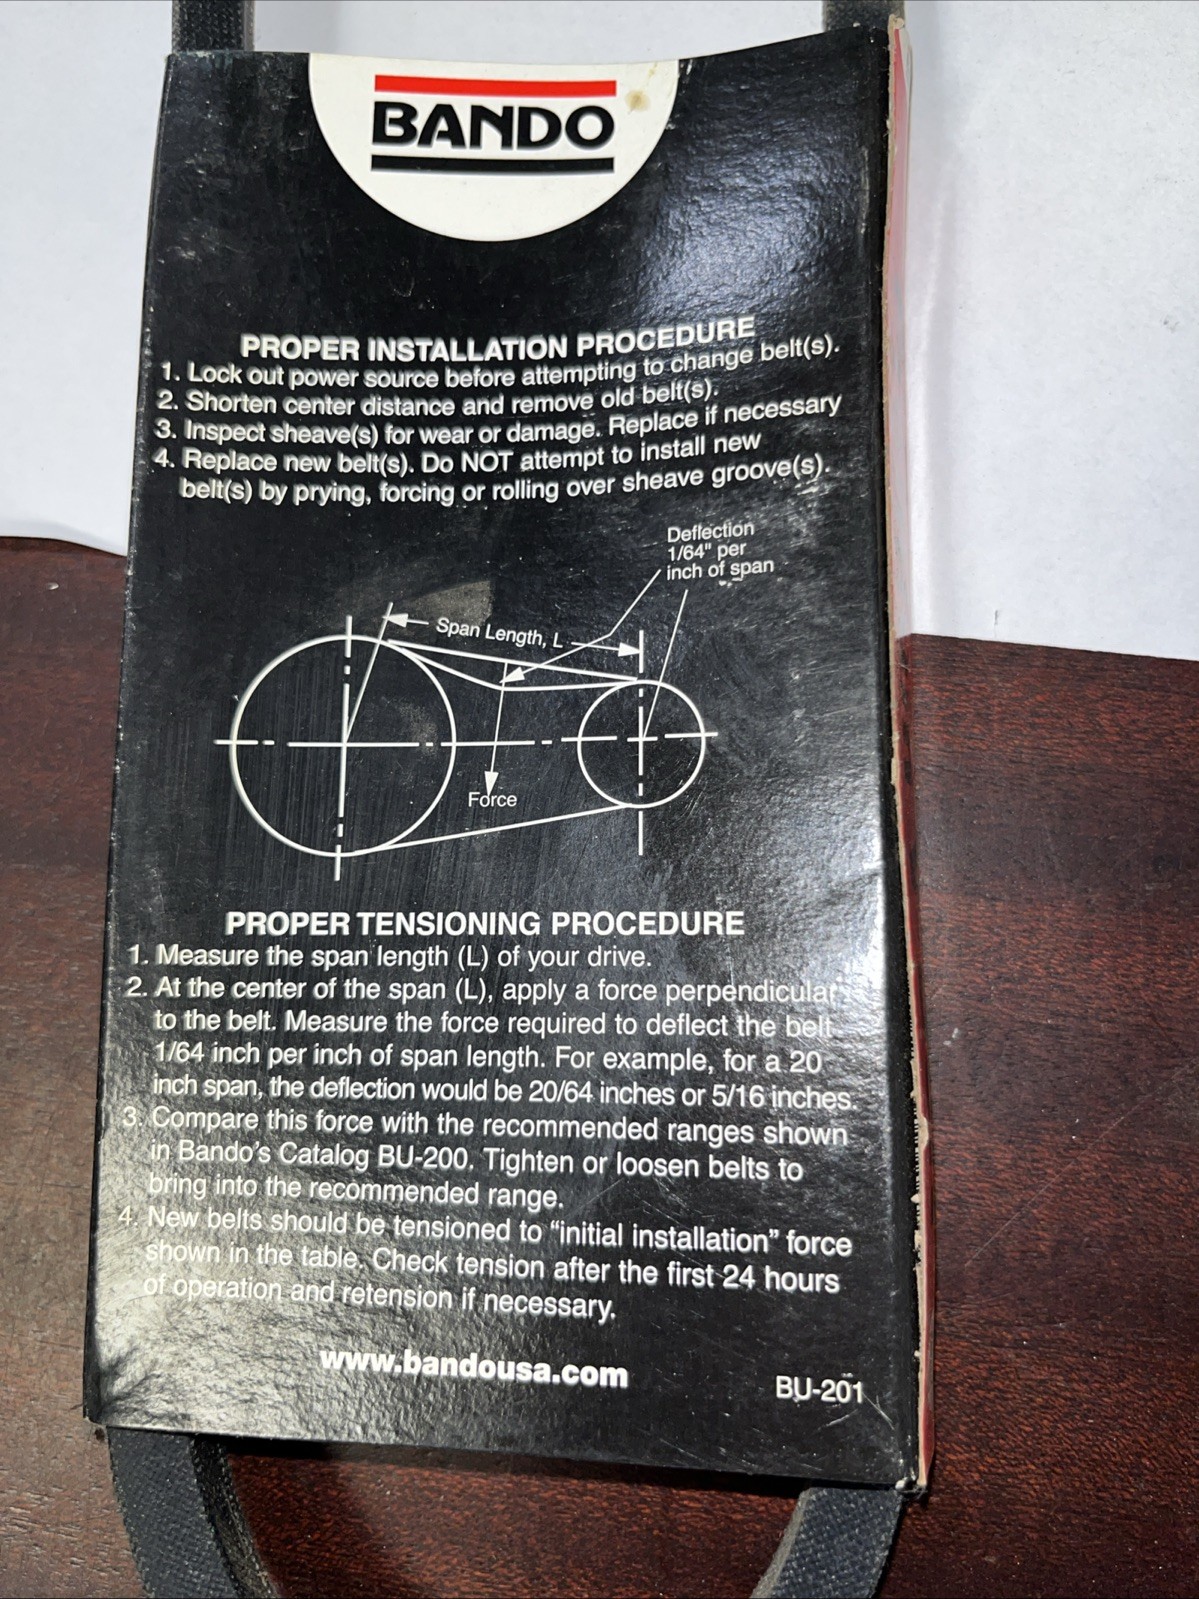 BANDO
PROPER INSTALLATION PROCEDURE
1. Lock out power source before attempting to change belt(s).
2. Shorten center distance and remove old belt(s).
3. Inspect sheave(s) for wear or damage. Replace if necessary
4. Replace new belt(s). Do NOT attempt to install new
belt(s) by prying, forcing or rolling over sheave groove(s).
Deflection
1/64" per
inch of span
Span Length, L
Force
PROPER TENSIONING PROCEDURE
1. Measure the span length (L) of your drive.
2. At the center of the span (L), apply a force perpendicular
to the belt. Measure the force required to deflect the belt
1/64 inch per inch of span length. For example, for a 20
inch span, the deflection would be 20/64 inches or 5/16 inches.
3. Compare this force with the recommended ranges shown
in Bando's Catalog BU-200. Tighten or loosen belts to
bring into the recommended range.
4. New belts should be tensioned to "initial installation" force
shown in the table. Check tension after the first 24 hours
of operation and retension if necessary.
www.bandousa.com
BU-201